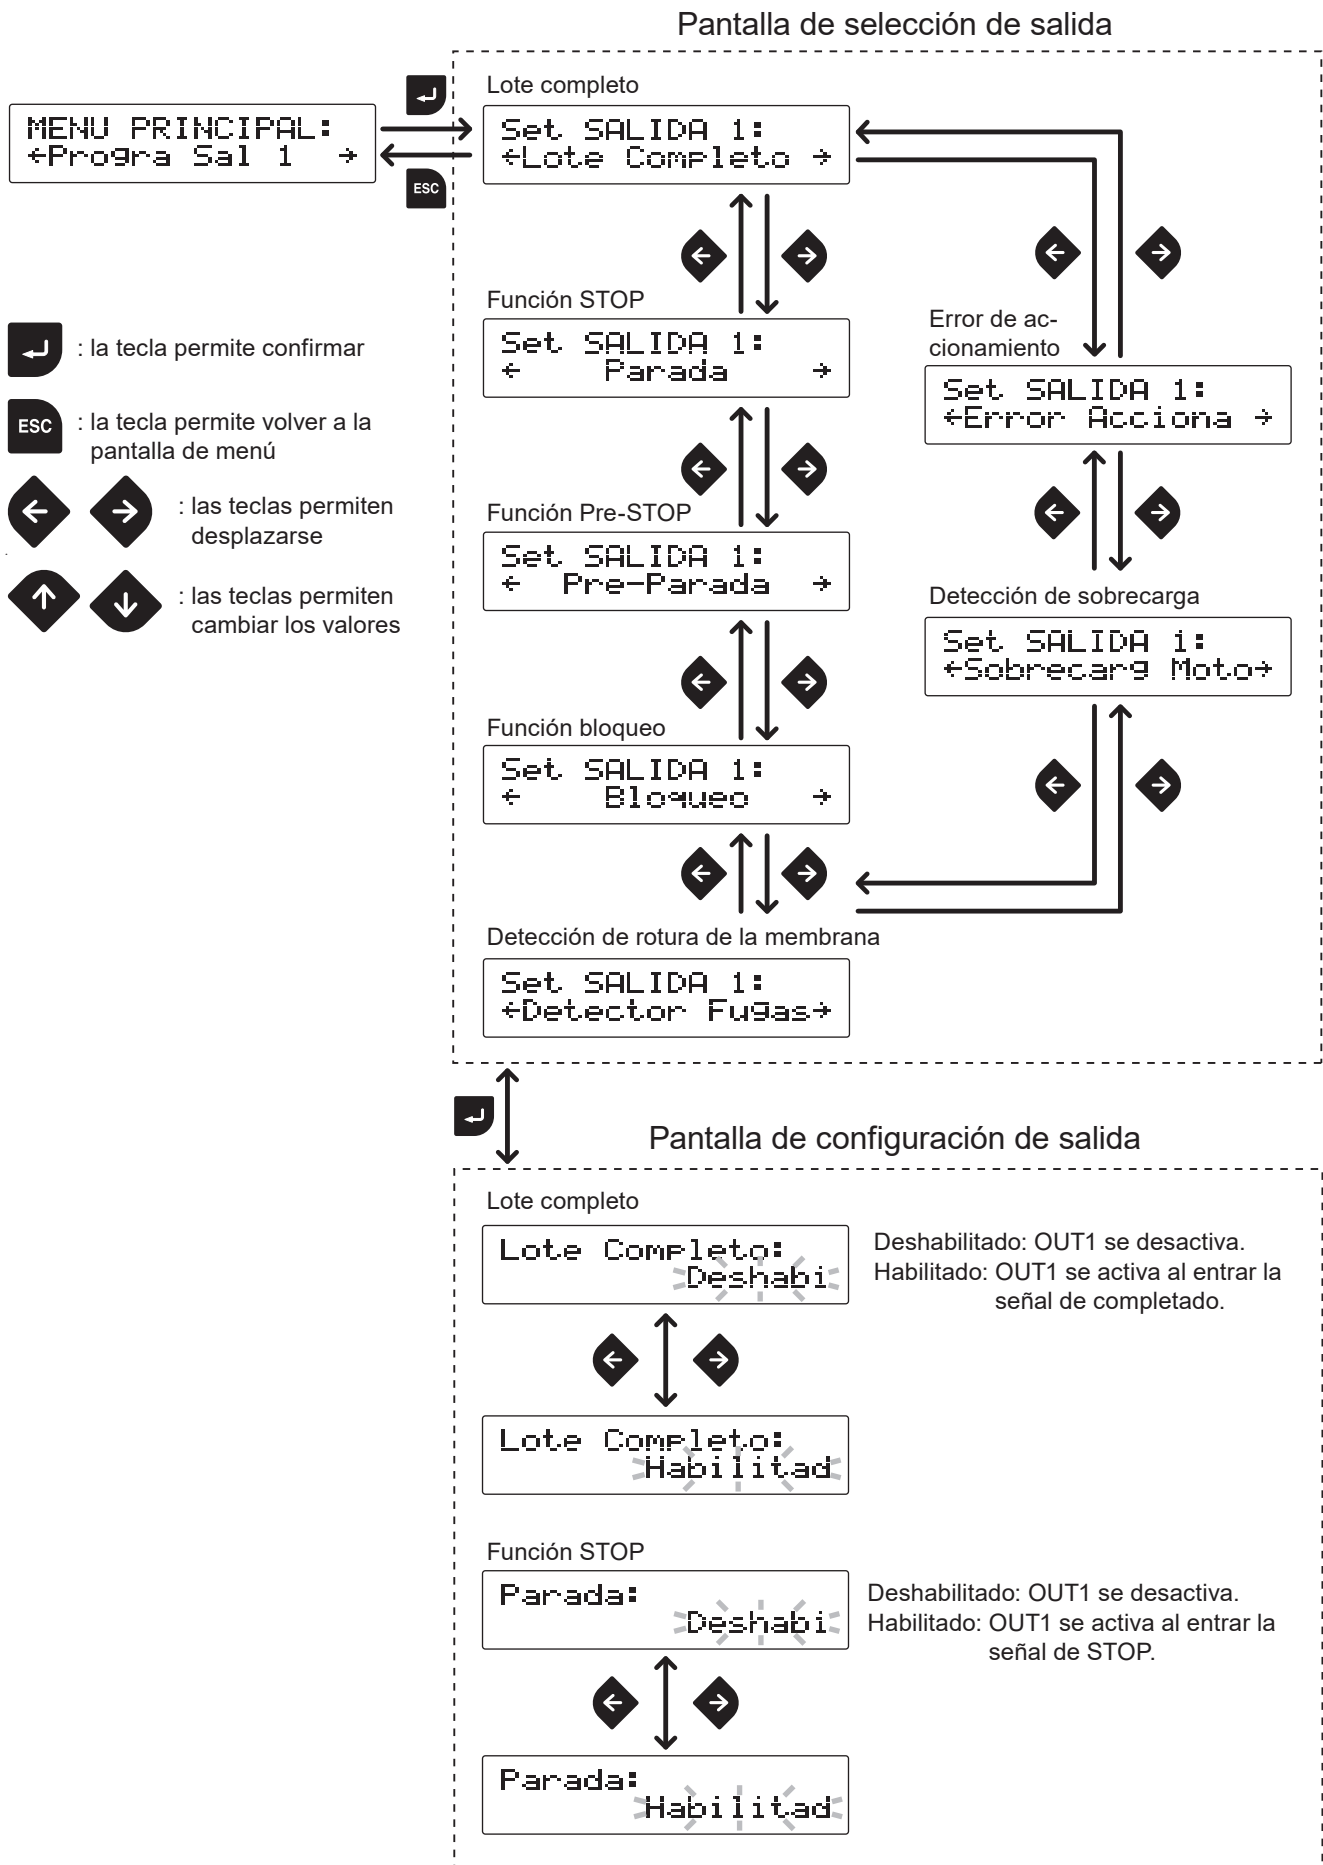 Pantalla de selección de salida
Lote completo
MENU PRINCIPAL:
←Progra Sal 1 →
Set SALIDA 1:
←Lote Completo →
ESC
Función STOP
Set SALIDA 1:
← Parada →
Error de ac-
cionamiento
Set SALIDA 1:
←Error Acciona →
: la tecla permite confirmar
ESC
: la tecla permite volver a la
pantalla de menú
: las teclas permiten
desplazarse
: las teclas permiten
cambiar los valores
Función Pre-STOP
Set SALIDA 1:
← Pre-Parada →
Detección de sobrecarga
Set SALIDA 1:
←Sobrecarg Moto→
Función bloqueo
Set SALIDA 1:
← Bloqueo →
Detección de rotura de la membrana
Set SALIDA 1:
←Detector Fugas→
Pantalla de configuración de salida
Lote completo
Lote Completo:
Deshabi
Deshabilitado: OUT1 se desactiva.
Habilitado: OUT1 se activa al entrar la
señal de completado.
Lote Completo:
Habilitad
Función STOP
Parada:
Deshabi
Deshabilitado: OUT1 se desactiva.
Habilitado: OUT1 se activa al entrar la
señal de STOP.
Parada:
Habilitad